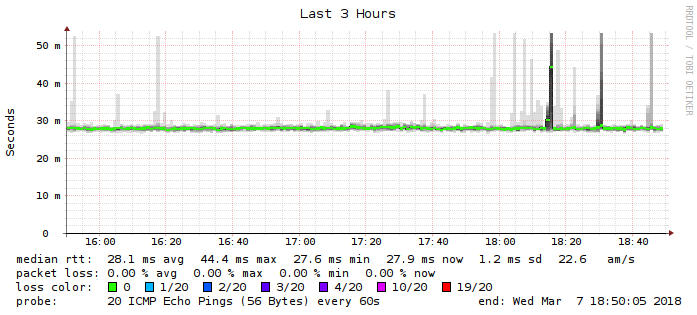 Last 3 Hours
RRDTOOL / TOBI OETIKER
Seconds
50 m
40 m
30 m
20 m
10 m
0
16:00 16:20 16:40 17:00 17:20 17:40 18:00 18:20 18:40
median rtt: 28.1 ms avg 44.4 ms max 27.6 ms min 27.9 ms now 1.2 ms sd 22.6 am/s
packet loss: 0.00 % avg 0.00 % max 0.00 % min 0.00 % now
loss color: 0 1/20 2/20 3/20 4/20 10/20 19/20
probe: 20 ICMP Echo Pings (56 Bytes) every 60s end: Wed Mar 7 18:50:05 2018